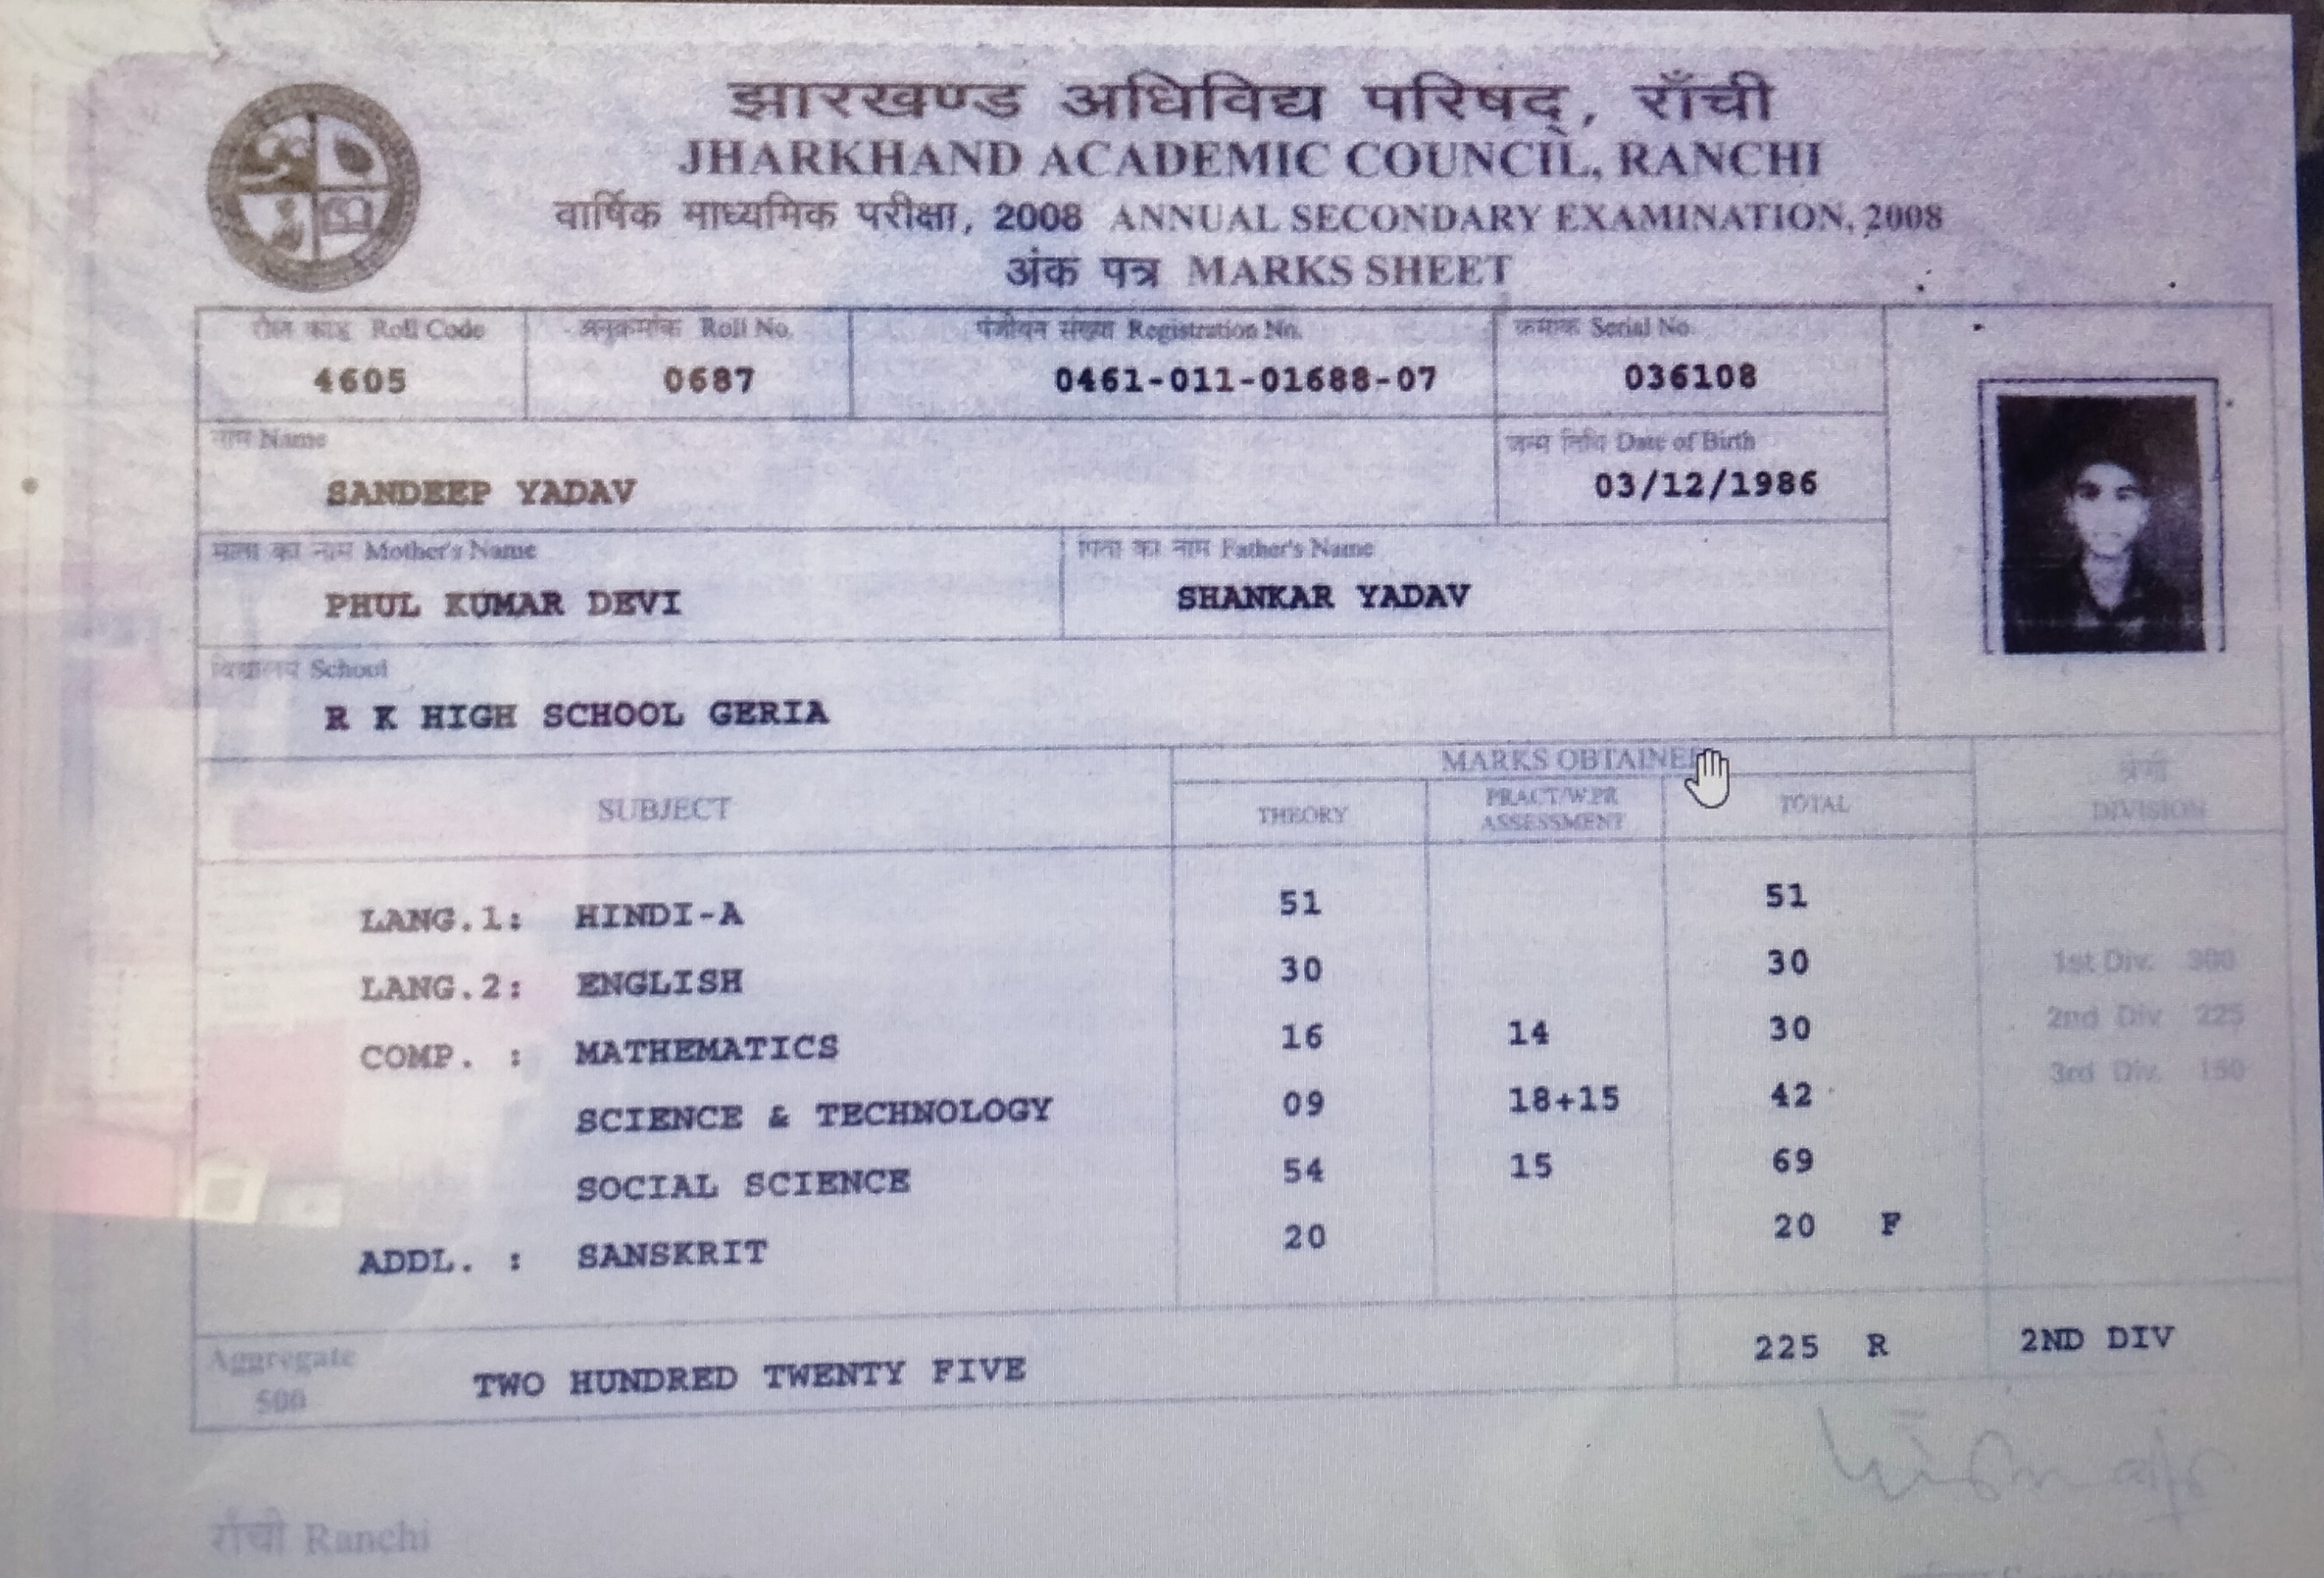 झारखण्ड अधिविद्य परिषद्, राँची
JHARKHAND ACADEMIC COUNCIL, RANCHI
वार्षिक माध्यमिक परीक्षा, 2008 ANNUAL SECONDARY EXAMINATION, 2008
अंक पत्र MARKS SHEET
रोल कोड Roll Code अनुक्रमांक Roll No. पंजीयन संख्या Registration No. क्रमांक Serial No.
4605 0687 0461-011-01688-07 036108
नाम Name जन्म तिथि Date of Birth
SANDEEP YADAV 03/12/1986
माता का नाम Mother's Name पिता का नाम Father's Name
PHUL KUMAR DEVI SHANKAR YADAV
विद्यालय School
R K HIGH SCHOOL GERIA
MARKS OBTAINED श्रेणी
SUBJECT THEORY PRACT/W.PR ASSESSMENT TOTAL DIVISION
LANG.1: HINDI-A 51 51
LANG.2: ENGLISH 30 30 1st Div. 300
COMP. : MATHEMATICS 16 14 30 2nd Div 225
SCIENCE & TECHNOLOGY 09 18+15 42 3rd Div. 150
SOCIAL SCIENCE 54 15 69
ADDL. : SANSKRIT 20 20 F
Aggregate 500 TWO HUNDRED TWENTY FIVE 225 R 2ND DIV
राँची Ranchi